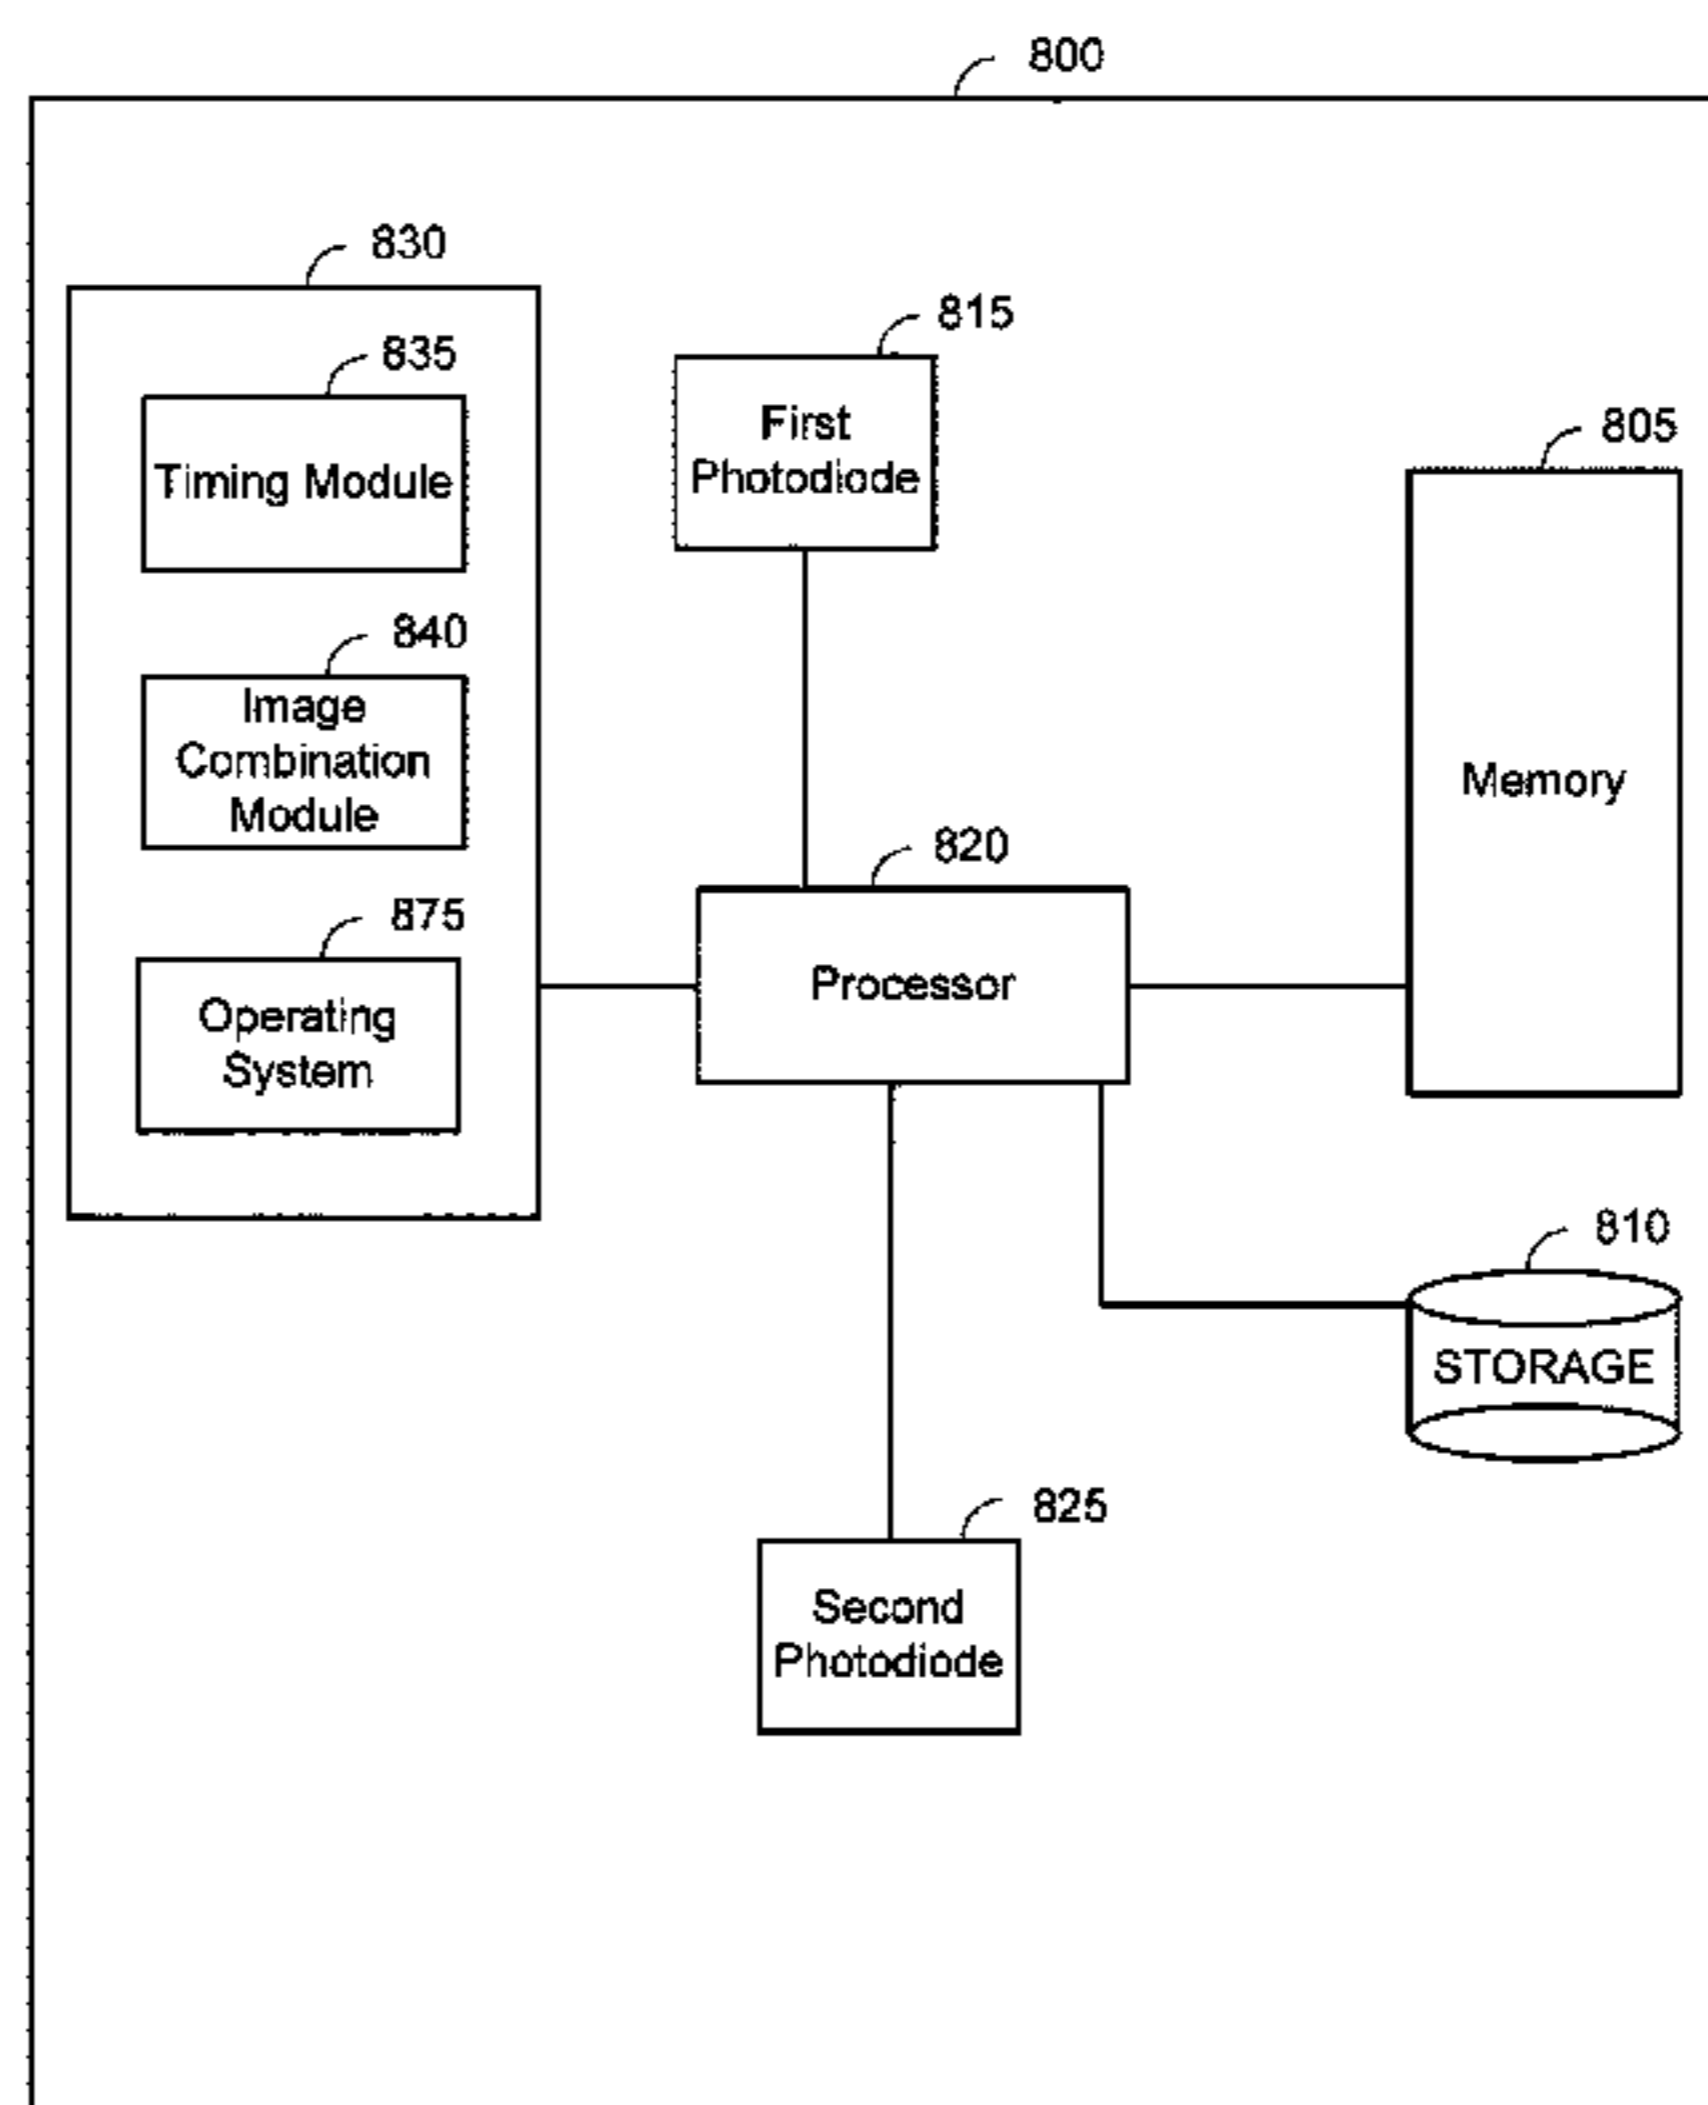 800
830
835
Timing Module
840
Image
Combination
Module
875
Operating
System
815
First
Photodiode
805
Memory
820
Processor
810
STORAGE
825
Second
Photodiode